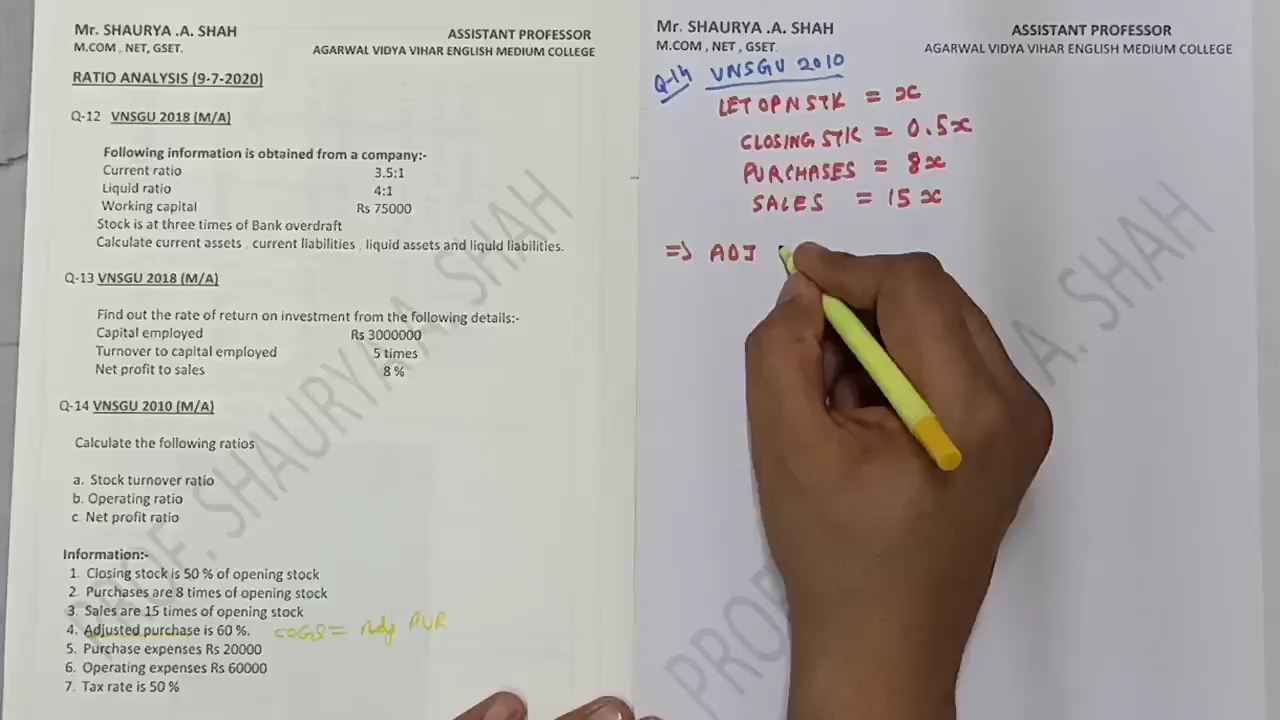 Mr. SHAURYA .A. SHAH
M.COM , NET, GSET.
ASSISTANT PROFESSOR
AGARWAL VIDYA VIHAR ENGLISH MEDIUM COLLEGE
RATIO ANALYSIS (9-7-2020)
Q-12 VNSGU 2018 (M/A)
Following information is obtained from a company:-
Current ratio 3.5:1
Liquid ratio 4:1
Working capital Rs 75000
Stock is at three times of Bank overdraft
Calculate current assets , current liabilities , liquid assets and liquid liabilities.
Q-13 VNSGU 2018 (M/A)
Find out the rate of return on investment from the following details:-
Capital employed Rs 3000000
Turnover to capital employed 5 times
Net profit to sales 8 %
Q-14 VNSGU 2010 (M/A)
Calculate the following ratios
a. Stock turnover ratio
b. Operating ratio
c. Net profit ratio
Information:-
1. Closing stock is 50 % of opening stock
2. Purchases are 8 times of opening stock
3. Sales are 15 times of opening stock
4. Adjusted purchase is 60 %. COGS = Adj PUR
5. Purchase expenses Rs 20000
6. Operating expenses Rs 60000
7. Tax rate is 50 %
PROF. SHAURYA A. SHAH
Mr. SHAURYA .A. SHAH
M.COM , NET , GSET.
ASSISTANT PROFESSOR
AGARWAL VIDYA VIHAR ENGLISH MEDIUM COLLEGE
Q-14 VNSGU 2010
LET OPN STK = x
CLOSING STK = 0.5x
PURCHASES = 8x
SALES = 15x
=> ADJ
PROF A. SHAH